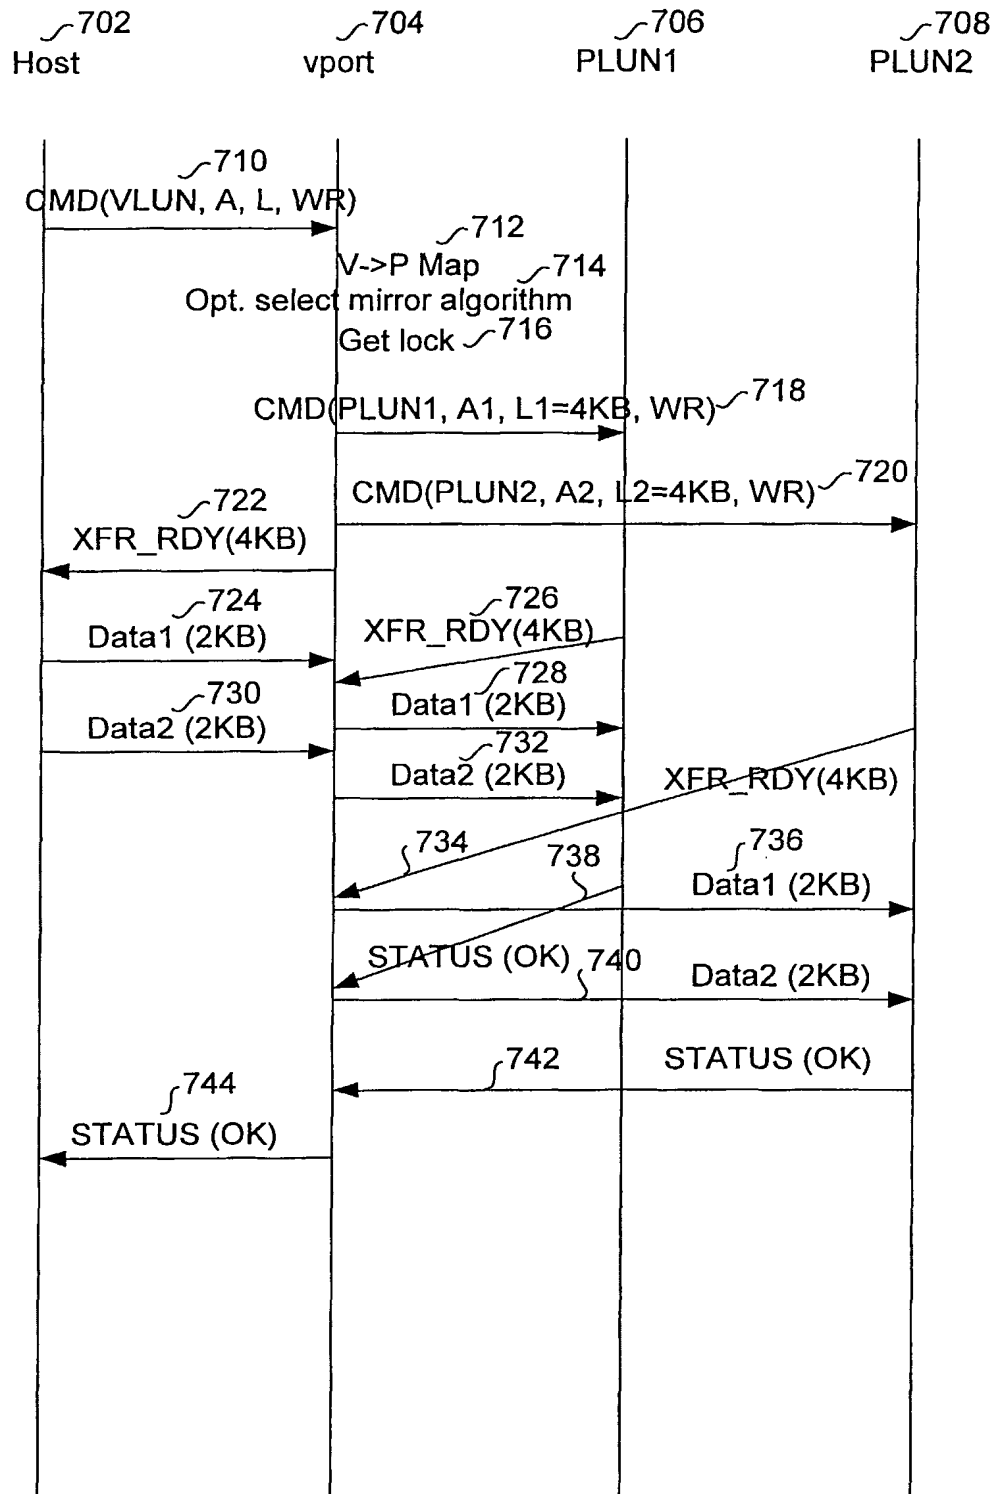 702 704 706 708
Host vport PLUN1 PLUN2
710
CMD(VLUN, A, L, WR)
712
V->P Map
714
Opt. select mirror algorithm
Get lock 716
718
CMD(PLUN1, A1, L1=4KB, WR)
720
CMD(PLUN2, A2, L2=4KB, WR)
722
XFR_RDY(4KB)
724
Data1 (2KB)
726
XFR_RDY(4KB)
728
Data1 (2KB)
730
Data2 (2KB)
732
Data2 (2KB)
XFR_RDY(4KB)
734
736
Data1 (2KB)
738
STATUS (OK)
740
Data2 (2KB)
742
STATUS (OK)
744
STATUS (OK)